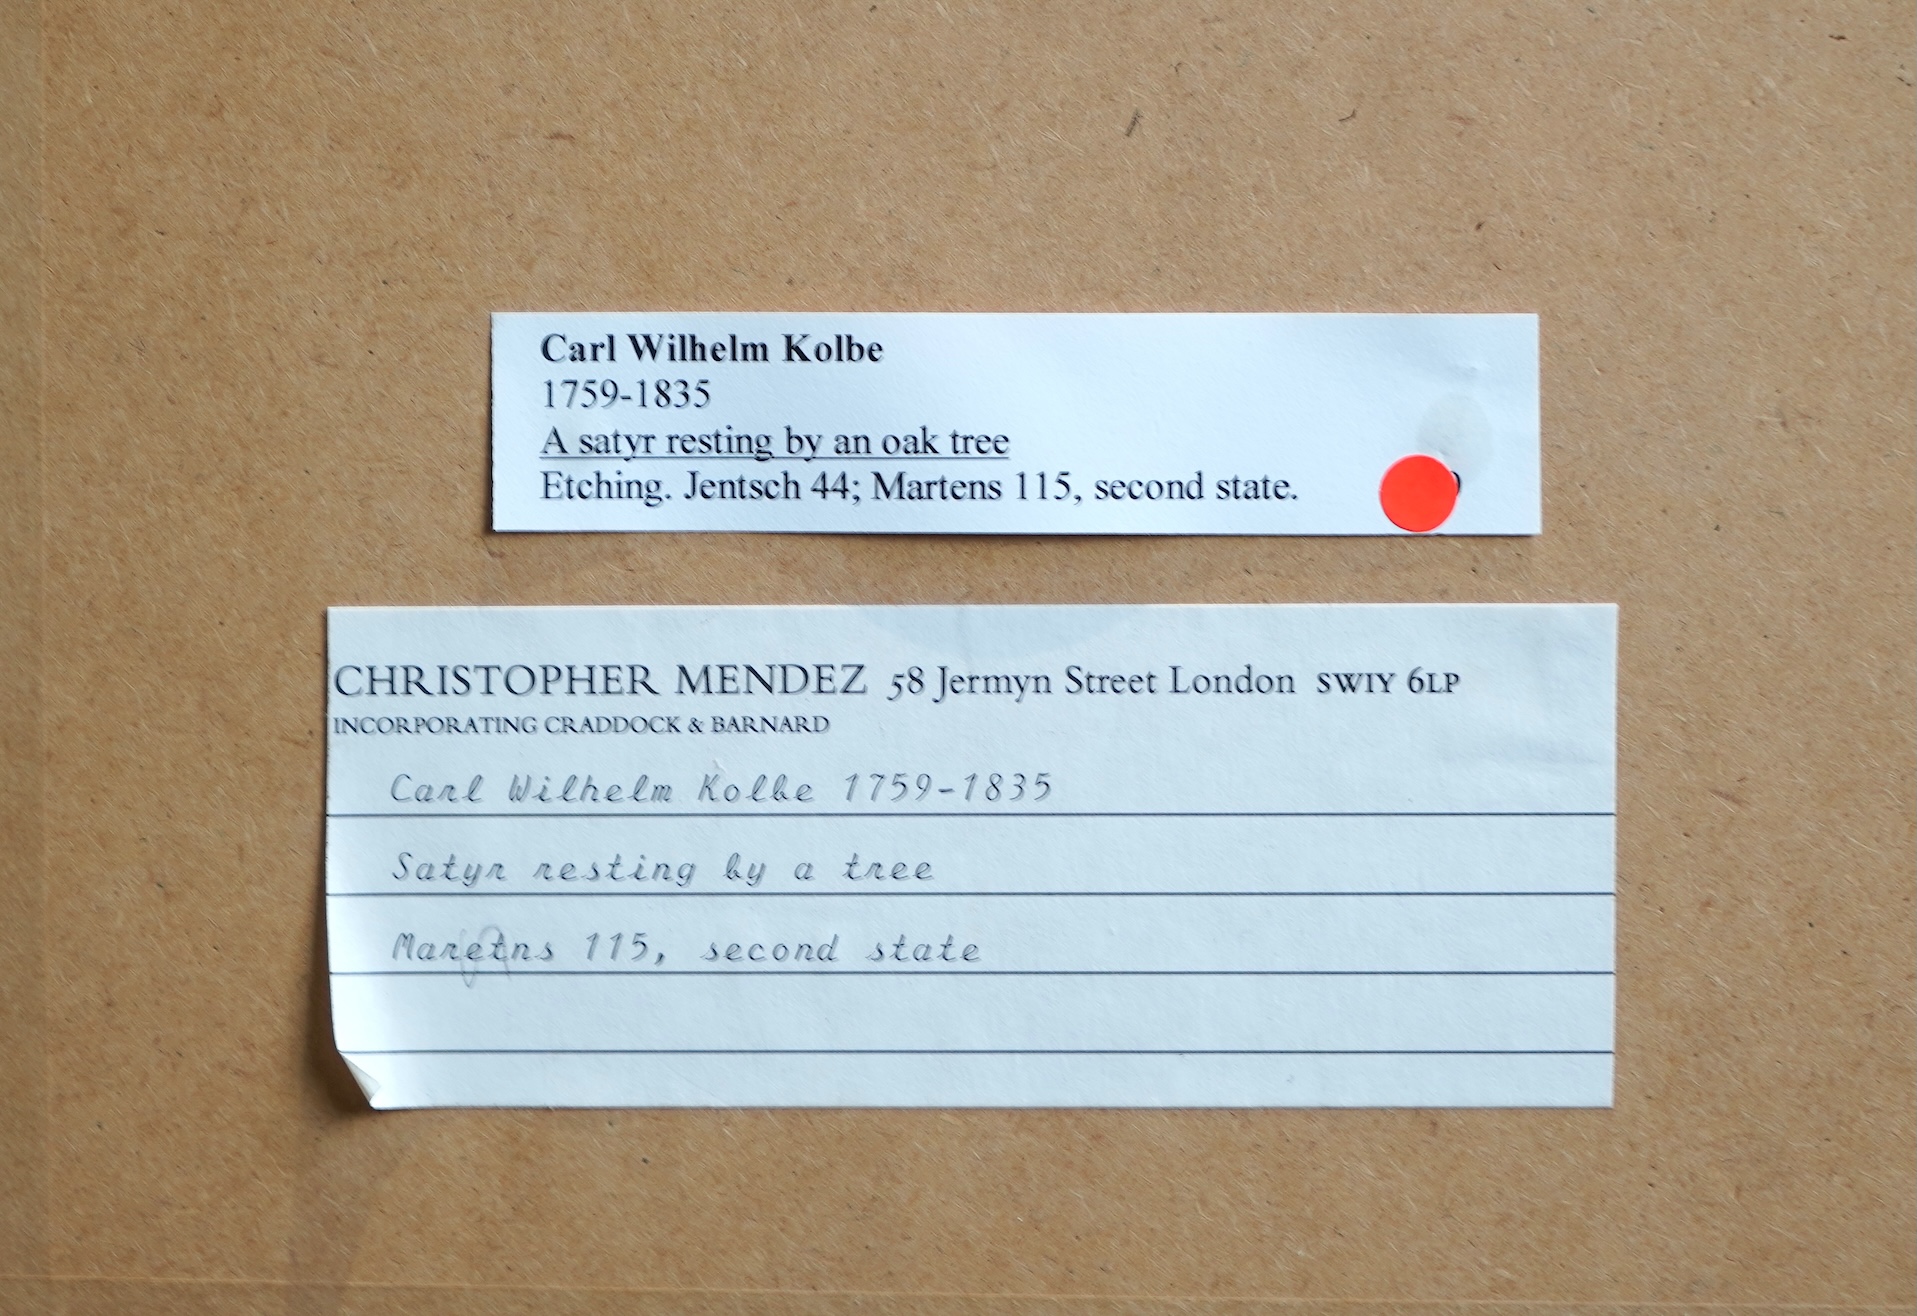 Carl Wilhelm Kolbe
1759-1835
A satyr resting by an oak tree
Etching. Jentsch 44; Martens 115, second state.
CHRISTOPHER MENDEZ 58 Jermyn Street London SW1Y 6LP
INCORPORATING CRADDOCK & BARNARD
Carl Wilhelm Kolbe 1759-1835
Satyr resting by a tree
Maretns 115, second state